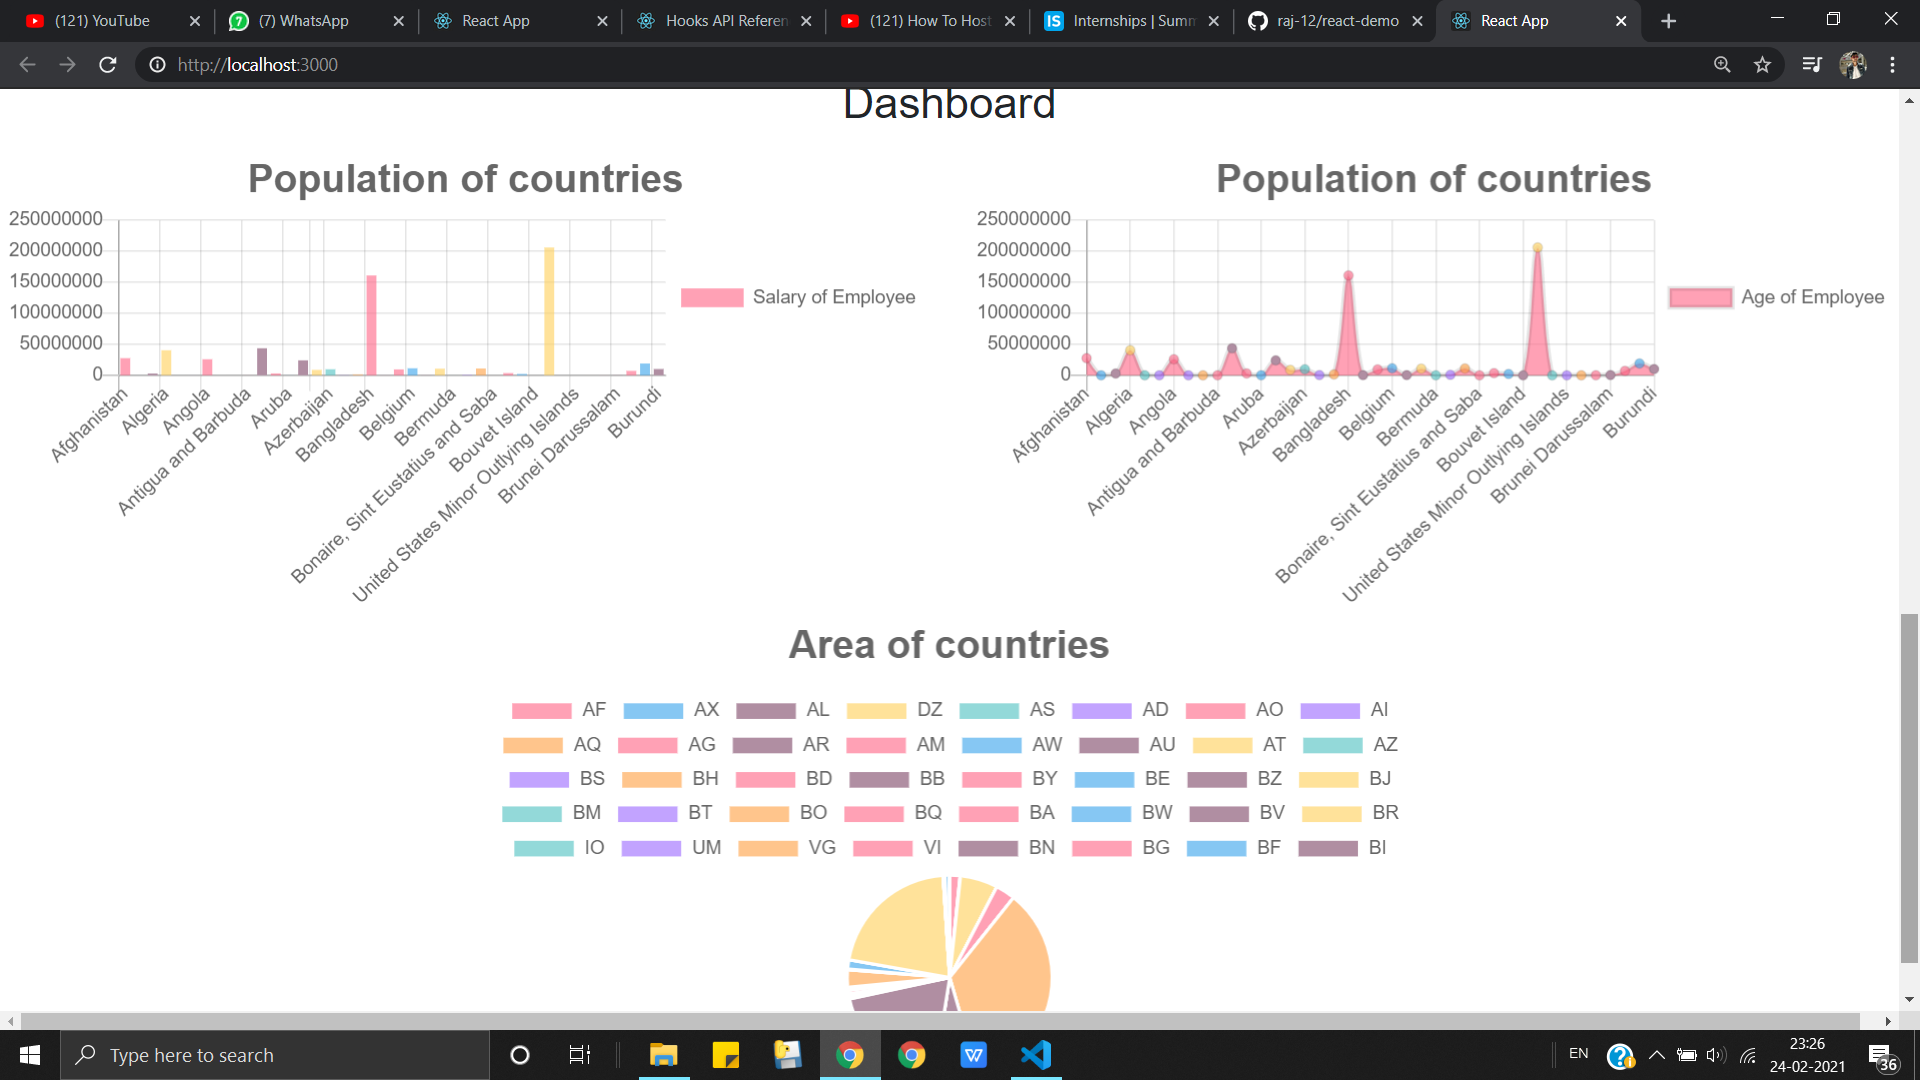 (121) YouTube
(7) WhatsApp
React App
Hooks API Referen
(121) How To Host
Internships | Summ
raj-12/react-demo
React App
http://localhost:3000
Dashboard
Population of countries
250000000
200000000
150000000
100000000
50000000
0
Salary of Employee
Afghanistan
Algeria
Angola
Antigua and Barbuda
Aruba
Azerbaijan
Bangladesh
Belgium
Bermuda
Bonaire, Sint Eustatius and Saba
Bouvet Island
United States Minor Outlying Islands
Brunei Darussalam
Burundi
Population of countries
250000000
200000000
150000000
100000000
50000000
0
Age of Employee
Afghanistan
Algeria
Angola
Antigua and Barbuda
Aruba
Azerbaijan
Bangladesh
Belgium
Bermuda
Bonaire, Sint Eustatius and Saba
Bouvet Island
United States Minor Outlying Islands
Brunei Darussalam
Burundi
Area of countries
AF AX AL DZ AS AD AO AI
AQ AG AR AM AW AU AT AZ
BS BH BD BB BY BE BZ BJ
BM BT BO BQ BA BW BV BR
IO UM VG VI BN BG BF BI
Type here to search
EN
23:26
24-02-2021
36